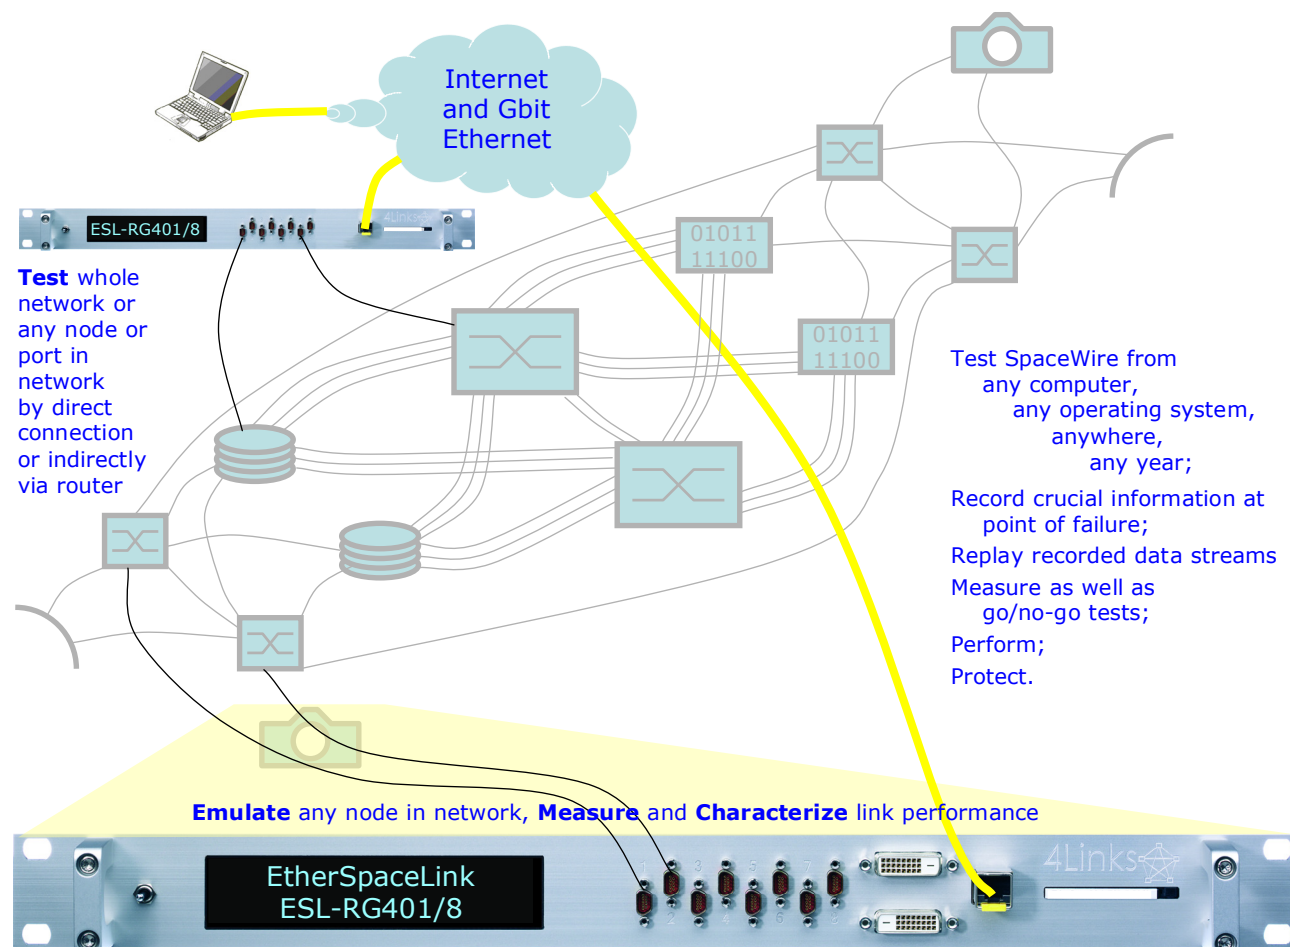 Internet
and Gbit
Ethernet
4Links
ESL-RG401/8
01011
11100
01011
11100
Test whole
network or
any node or
port in
network
by direct
connection
or indirectly
via router
Test SpaceWire from
any computer,
any operating system,
anywhere,
any year;
Record crucial information at
point of failure;
Replay recorded data streams
Measure as well as
go/no-go tests;
Perform;
Protect.
Emulate any node in network, Measure and Characterize link performance
EtherSpaceLink
ESL-RG401/8
1 3 5 7
2 4 6 8
4Links